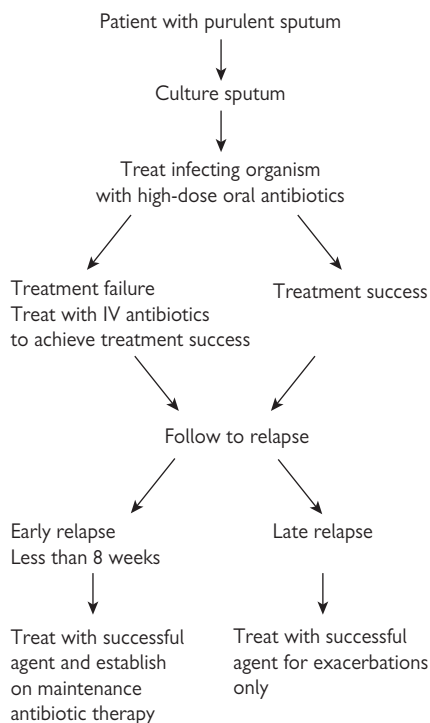 Patient with purulent sputum
Culture sputum
Treat infecting organism
with high-dose oral antibiotics
Treatment failure
Treat with IV antibiotics
to achieve treatment success
Treatment success
Follow to relapse
Early relapse
Less than 8 weeks
Late relapse
Treat with successful
agent and establish
on maintenance
antibiotic therapy
Treat with successful
agent for exacerbations
only